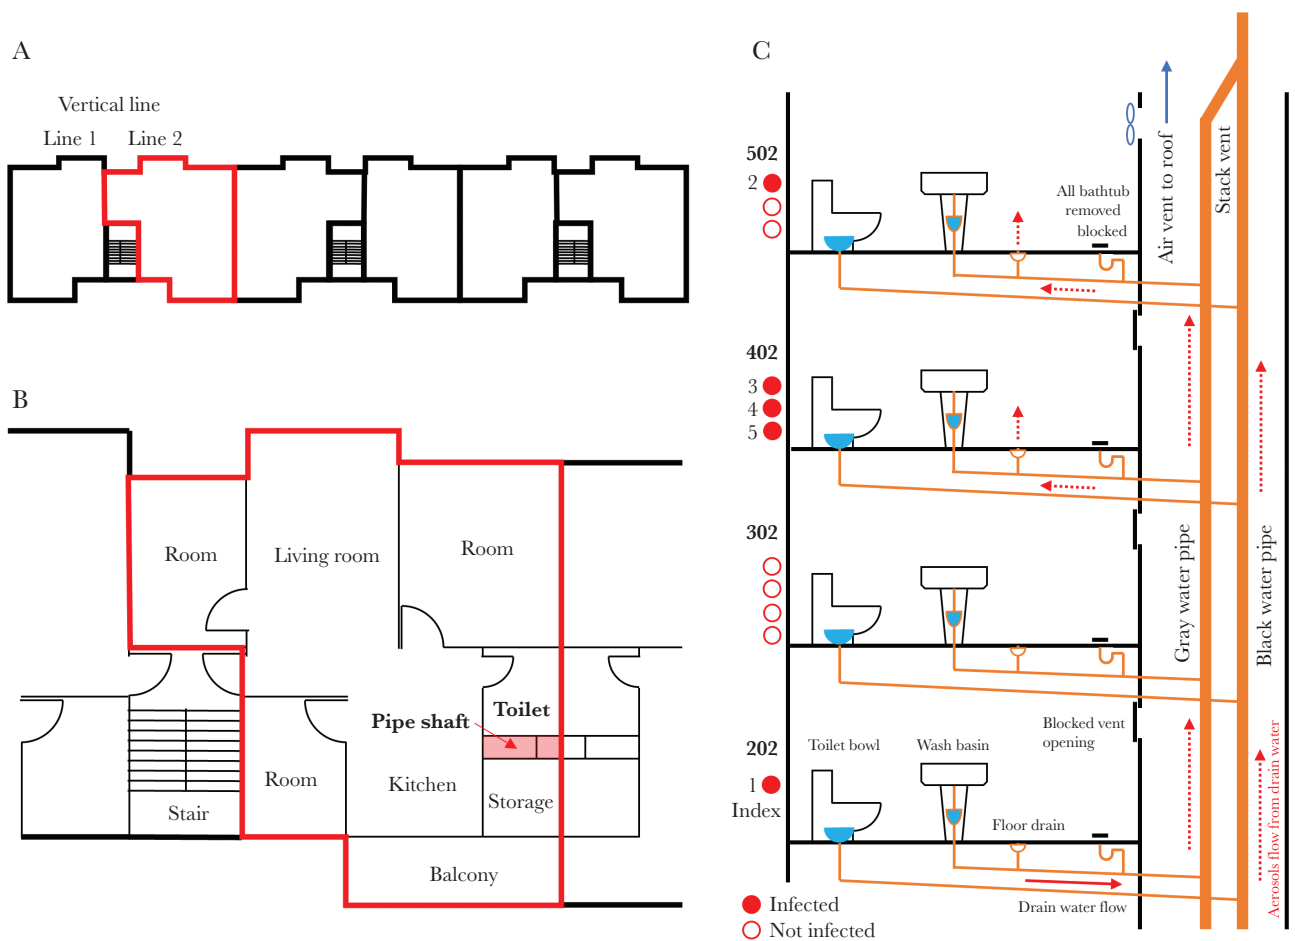 A
Vertical line
Line 1
Line 2
B
Room
Living room
Room
Pipe shaft
Toilet
Room
Kitchen
Storage
Stair
Balcony
C
502
2
All bathtub
removed
blocked
Air vent to roof
Stack vent
402
3
4
5
302
Gray water pipe
Black water pipe
Blocked vent
opening
202
Toilet bowl
Wash basin
1
Index
Floor drain
Drain water flow
Aerosols flow from drain water
Infected
Not infected